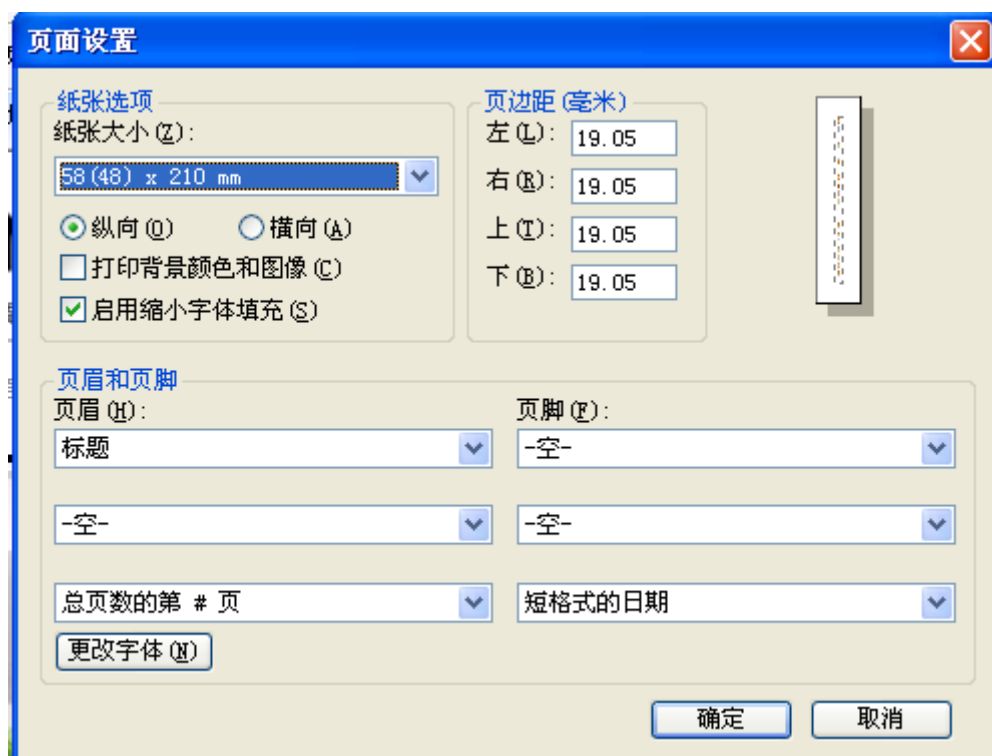 页面设置
纸张选项
纸张大小(Z):
58(48) x 210 mm
纵向(O) 横向(A)
打印背景颜色和图像(C)
启用缩小字体填充(S)
页边距(毫米)
左(L): 19.05
右(R): 19.05
上(T): 19.05
下(B): 19.05
页眉和页脚
页眉(H): 页脚(F):
标题 -空-
-空- -空-
总页数的第 # 页 短格式的日期
更改字体(N)
确定 取消